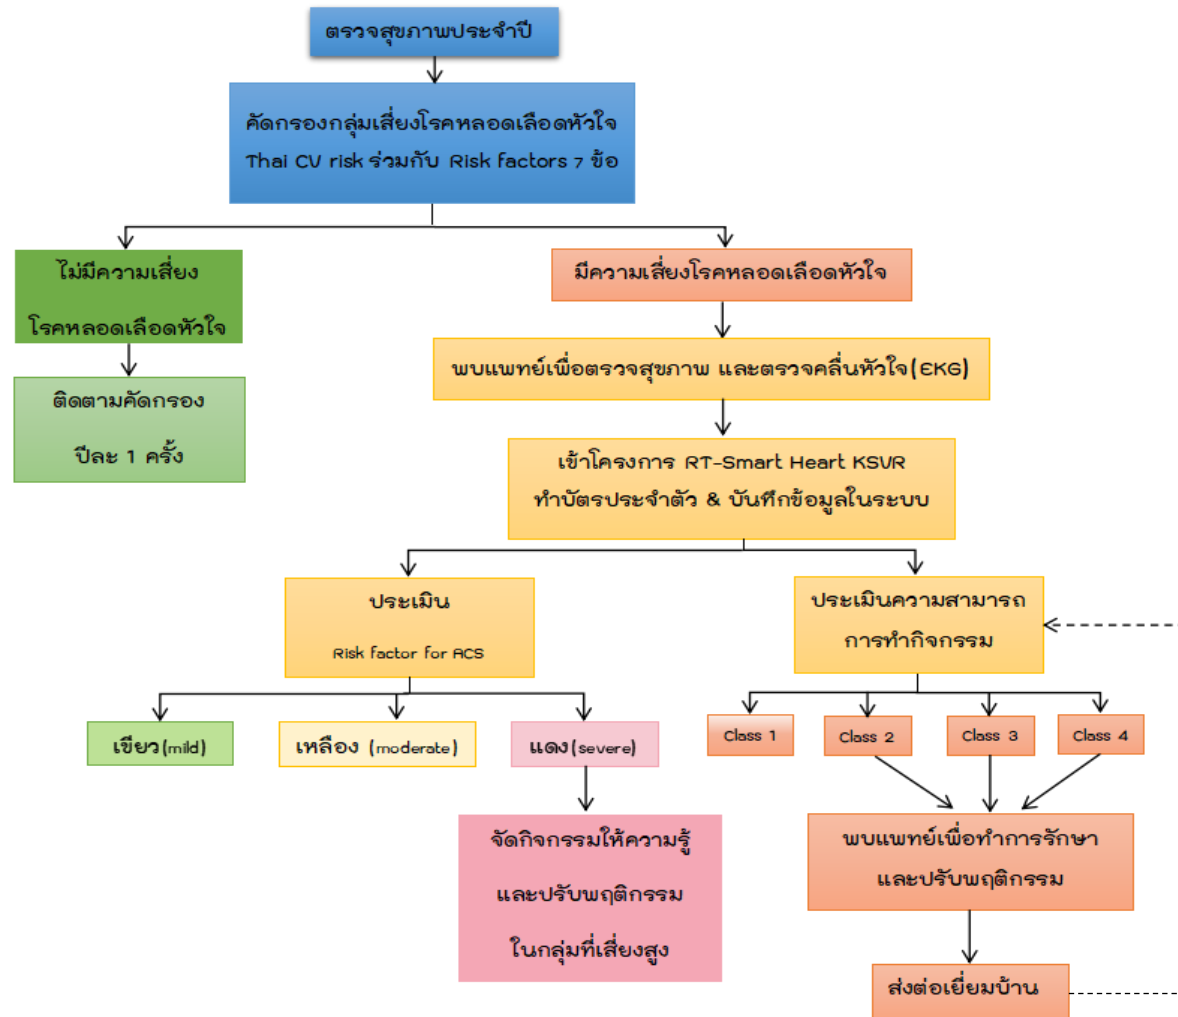 ตรวจสุขภาพประจำปี
คัดกรองกลุ่มเสี่ยงโรคหลอดเลือดหัวใจ
Thai CV risk ร่วมกับ Risk factors 7 ข้อ
ไม่มีความเสี่ยง
โรคหลอดเลือดหัวใจ
มีความเสี่ยงโรคหลอดเลือดหัวใจ
ติดตามคัดกรอง
ปีละ 1 ครั้ง
พบแพทย์เพื่อตรวจสุขภาพ และตรวจคลื่นหัวใจ(EKG)
เข้าโครงการ RT-Smart Heart KSVR
ทำบัตรประจำตัว & บันทึกข้อมูลในระบบ
ประเมิน
Risk factor for ACS
ประเมินความสามารถ
การทำกิจกรรม
เขียว(mild)
เหลือง (moderate)
แดง(severe)
Class 1
Class 2
Class 3
Class 4
จัดกิจกรรมให้ความรู้
และปรับพฤติกรรม
ในกลุ่มที่เสี่ยงสูง
พบแพทย์เพื่อทำการรักษา
และปรับพฤติกรรม
ส่งต่อเยี่ยมบ้าน